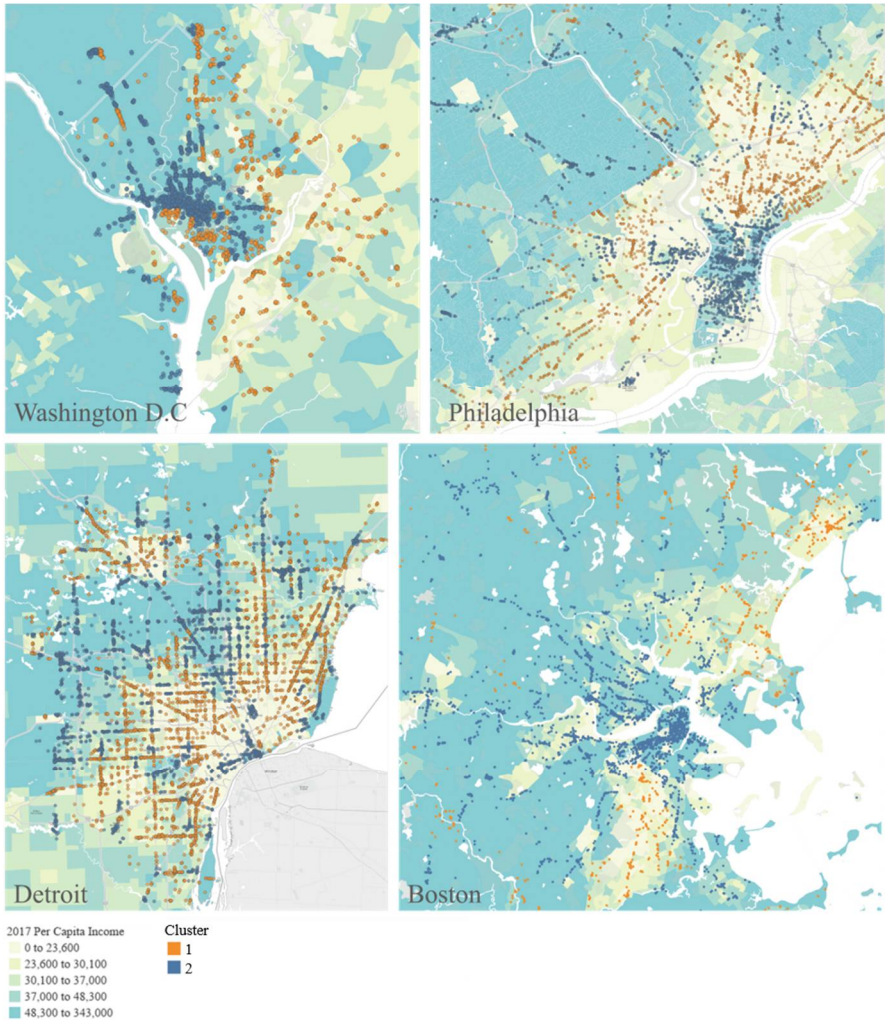 Washington D.C
Philadelphia
Detroit
Boston
2017 Per Capita Income
0 to 23,600
23,600 to 30,100
30,100 to 37,000
37,000 to 48,300
48,300 to 343,000
Cluster
1
2